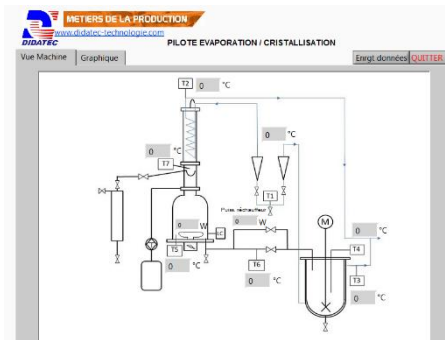 METIERS DE LA PRODUCTION
www.didatec-technologie.com
DIDATEC
PILOTE EVAPORATION / CRISTALLISATION
Vue Machine Graphique Enrgt données QUITTER
T2 0 °C
0 °C
0 °C
T7
T1
Puiss. réchauffeur
0 W 0 W
M
0 °C
LC
T5
T4
0 °C
T6
0 °C
T3
0 °C